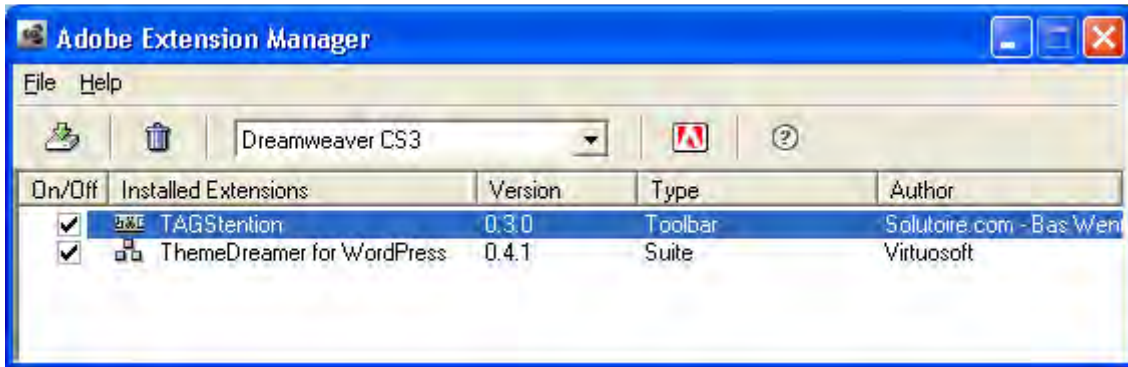 Adobe Extension Manager
File Help
Dreamweaver CS3
On/Off Installed Extensions Version Type Author
TAGStention 0.3.0 Toolbar Solutoire.com - Bas Wen
ThemeDreamer for WordPress 0.4.1 Suite Virtuosoft